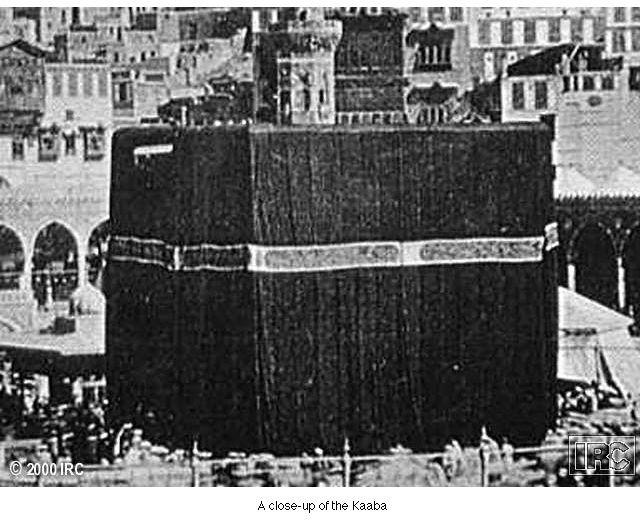 © 2000 IRC
IRC
A close-up of the Kaaba